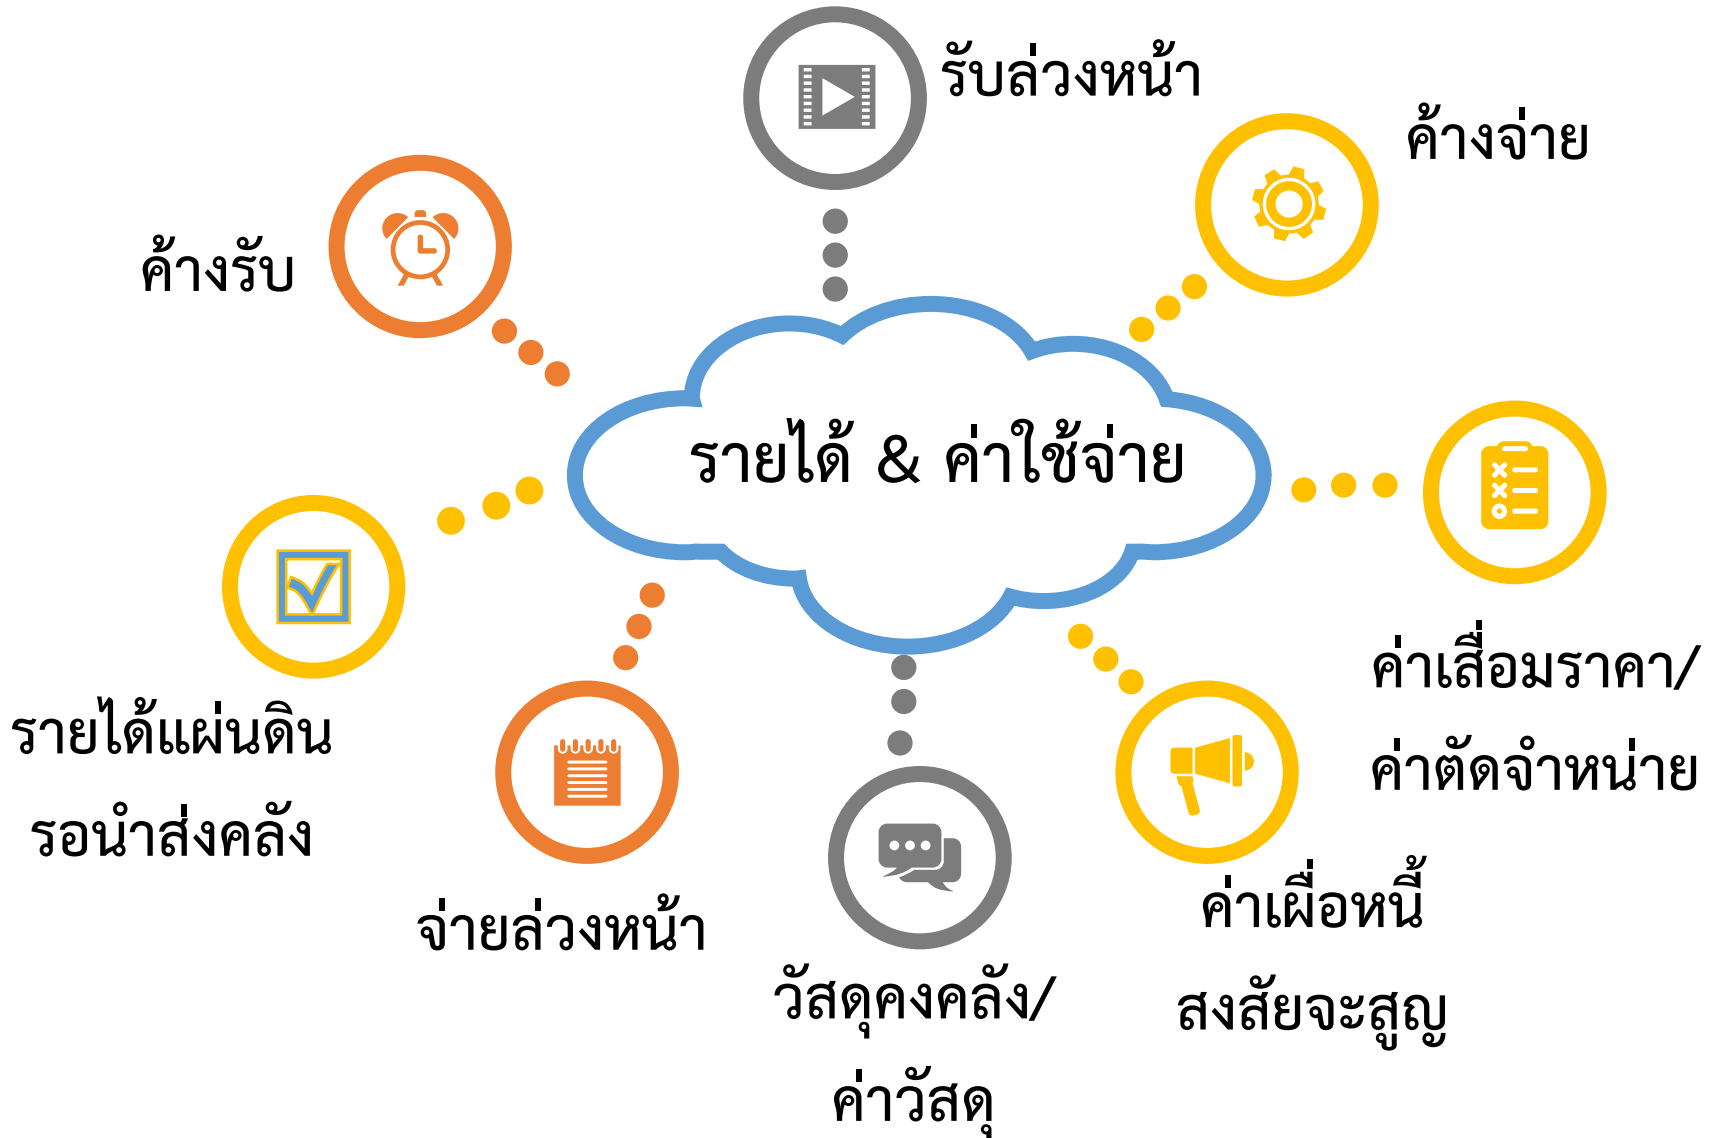 รับล่วงหน้า
ค้างจ่าย
ค้างรับ
รายได้ & ค่าใช้จ่าย
ค่าเสื่อมราคา/
ค่าตัดจำหน่าย
รายได้แผ่นดิน
รอนำส่งคลัง
จ่ายล่วงหน้า
ค่าเผื่อหนี้
สงสัยจะสูญ
วัสดุคงคลัง/
ค่าวัสดุ